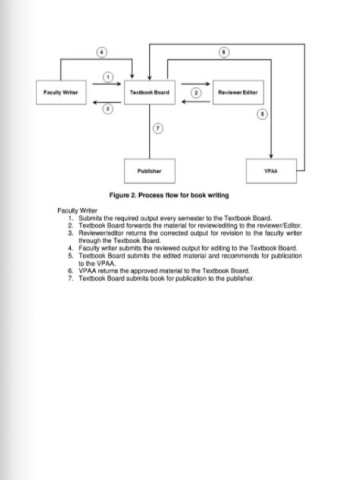 4
6
1
Faculty Writer
Textbook Board
2
Reviewer/Editor
3
5
7
Publisher
VPAA
Figure 2. Process flow for book writing
Faculty Writer
1. Submits the required output every semester to the Textbook Board.
2. Textbook Board forwards the material for review/editing to the reviewer/Editor.
3. Reviewer/editor returns the corrected output for revision to the faculty writer
through the Textbook Board.
4. Faculty writer submits the reviewed output for editing to the Textbook Board.
5. Textbook Board submits the edited material and recommends for publication
to the VPAA.
6. VPAA returns the approved material to the Textbook Board.
7. Textbook Board submits book for publication to the publisher.